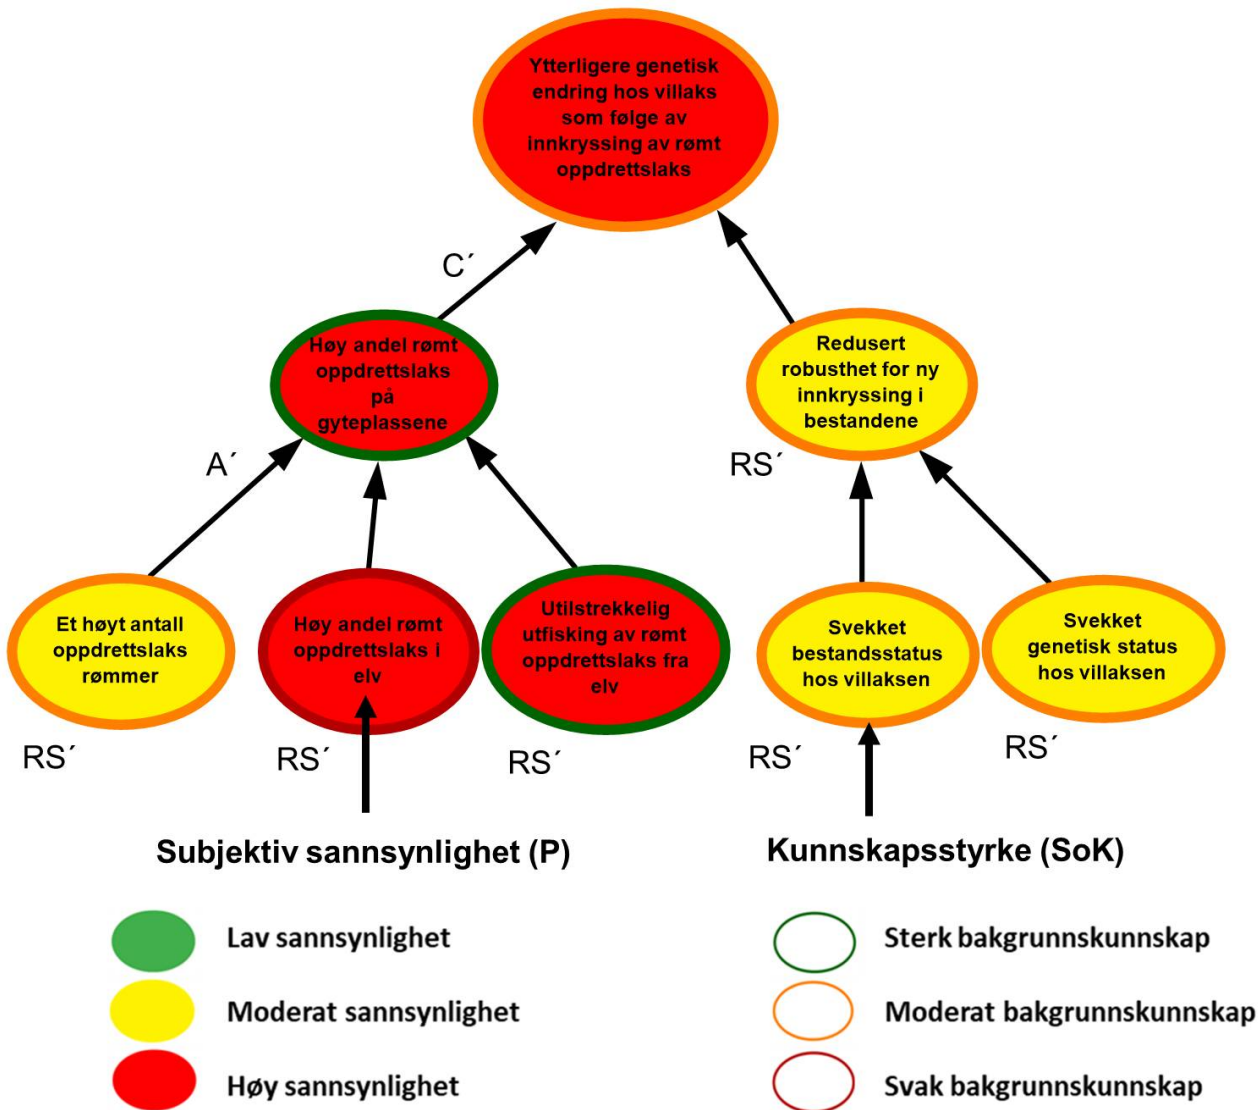 Ytterligere genetisk
endring hos villaks
som følge av
innkryssing av rømt
oppdrettslaks
C´
Høy andel rømt
oppdrettslaks
på
gyteplassene
Redusert
robusthet for ny
innkryssing i
bestandene
A´
RS´
Et høyt antall
oppdrettslaks
rømmer
Høy andel rømt
oppdrettslaks i
elv
Utilstrekkelig
utfisking av rømt
oppdrettslaks fra
elv
Svekket
bestandsstatus
hos villaksen
Svekket
genetisk status
hos villaksen
RS´
RS´
RS´
RS´
RS´
Subjektiv sannsynlighet (P)
Lav sannsynlighet
Moderat sannsynlighet
Høy sannsynlighet
Kunnskapsstyrke (SoK)
Sterk bakgrunnskunnskap
Moderat bakgrunnskunnskap
Svak bakgrunnskunnskap